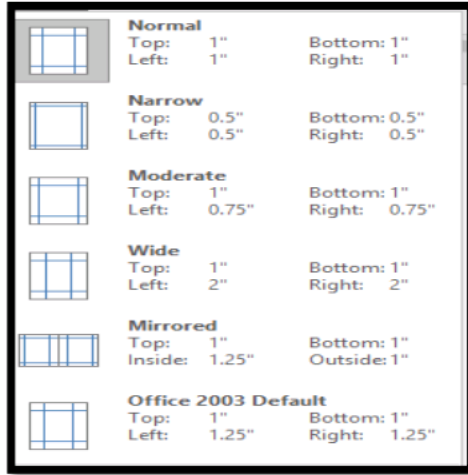 Normal
Top: 1" Bottom: 1"
Left: 1" Right: 1"
Narrow
Top: 0.5" Bottom: 0.5"
Left: 0.5" Right: 0.5"
Moderate
Top: 1" Bottom: 1"
Left: 0.75" Right: 0.75"
Wide
Top: 1" Bottom: 1"
Left: 2" Right: 2"
Mirrored
Top: 1" Bottom: 1"
Inside: 1.25" Outside: 1"
Office 2003 Default
Top: 1" Bottom: 1"
Left: 1.25" Right: 1.25"